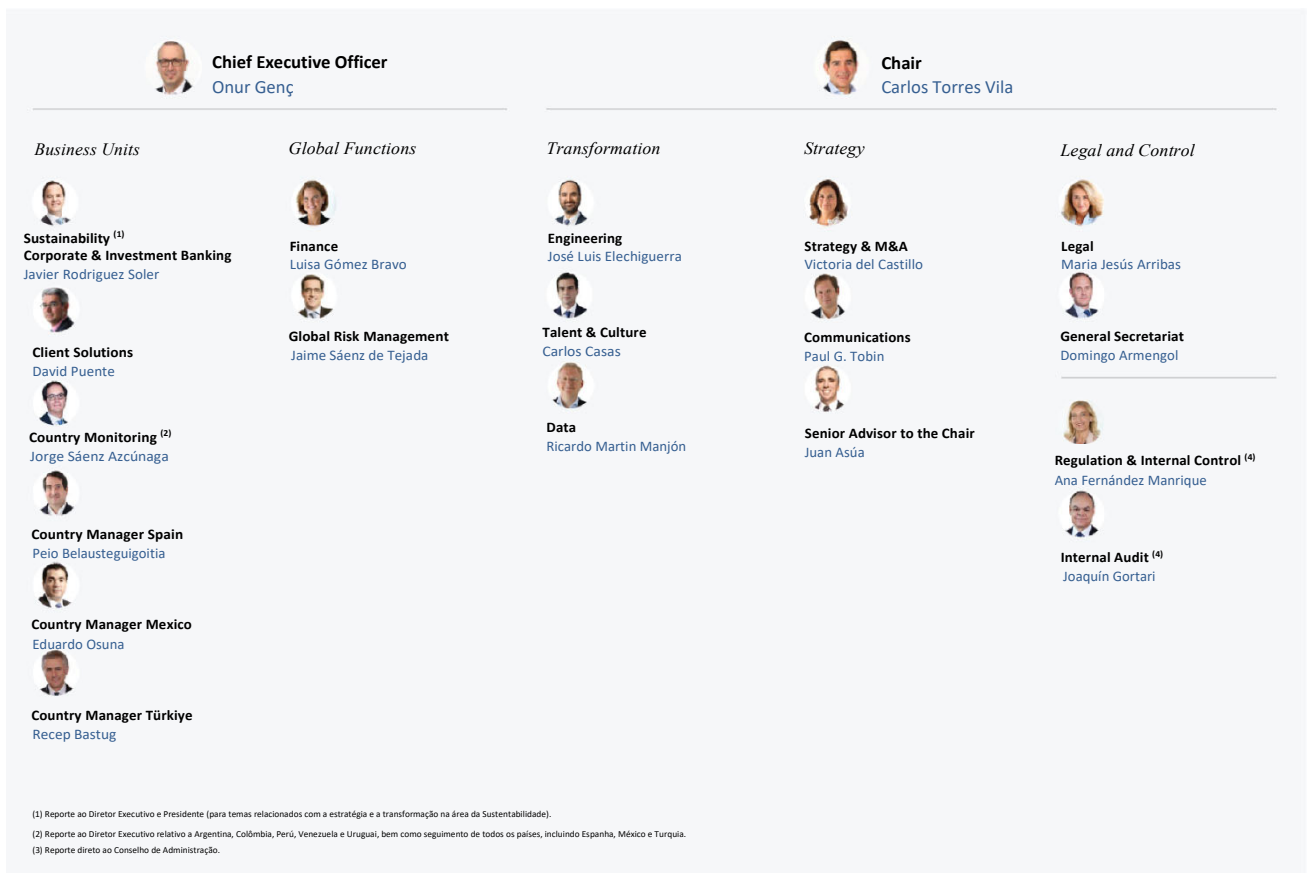 Chief Executive Officer
Onur Genç
Chair
Carlos Torres Vila
Business Units
Sustainability (1)
Corporate & Investment Banking
Javier Rodriguez Soler
Client Solutions
David Puente
Country Monitoring (2)
Jorge Sáenz Azcúnaga
Country Manager Spain
Peio Belausteguigoitia
Country Manager Mexico
Eduardo Osuna
Country Manager Türkiye
Recep Bastug
Global Functions
Finance
Luisa Gómez Bravo
Global Risk Management
Jaime Sáenz de Tejada
Transformation
Engineering
José Luis Elechiguerra
Talent & Culture
Carlos Casas
Data
Ricardo Martin Manjón
Strategy
Strategy & M&A
Victoria del Castillo
Communications
Paul G. Tobin
Senior Advisor to the Chair
Juan Asúa
Legal and Control
Legal
Maria Jesús Arribas
General Secretariat
Domingo Armengol
Regulation & Internal Control (4)
Ana Fernández Manrique
Internal Audit (4)
Joaquín Gortari
(1) Reporte ao Diretor Executivo e Presidente (para temas relacionados com a estratégia e a transformação na área da Sustentabilidade).
(2) Reporte ao Diretor Executivo relativo a Argentina, Colômbia, Perú, Venezuela e Uruguai, bem como seguimento de todos os países, incluindo Espanha, México e Turquia.
(3) Reporte direto ao Conselho de Administração.